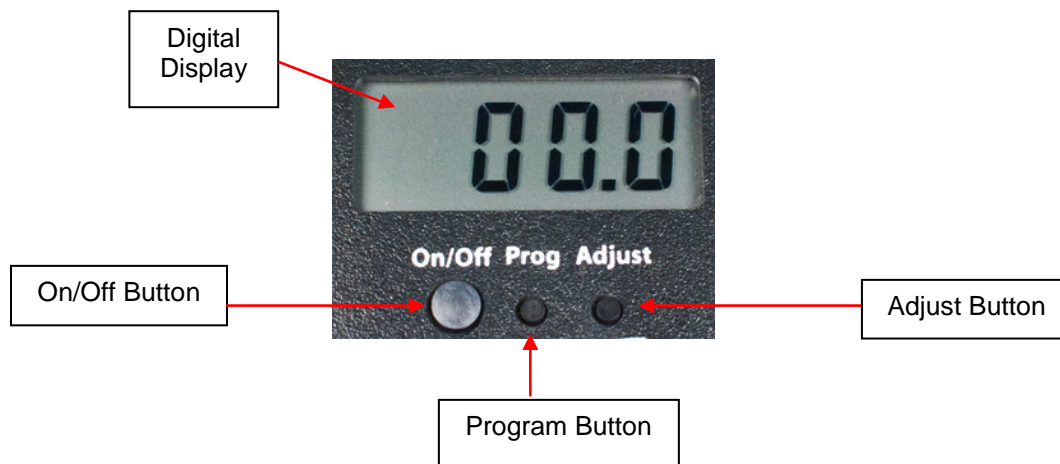 Digital
Display
00.0
On/Off Prog Adjust
On/Off Button
Adjust Button
Program Button